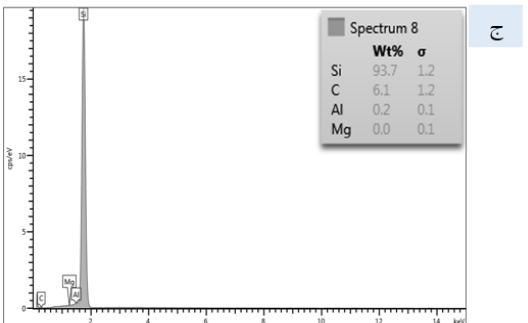 ج
Spectrum 8
Wt% σ
Si 93.7 1.2
C 6.1 1.2
Al 0.2 0.1
Mg 0.0 0.1
Si
15
10
cps/eV
5
Mg
C Al
0
2 4 6 8 10 12 14 keV